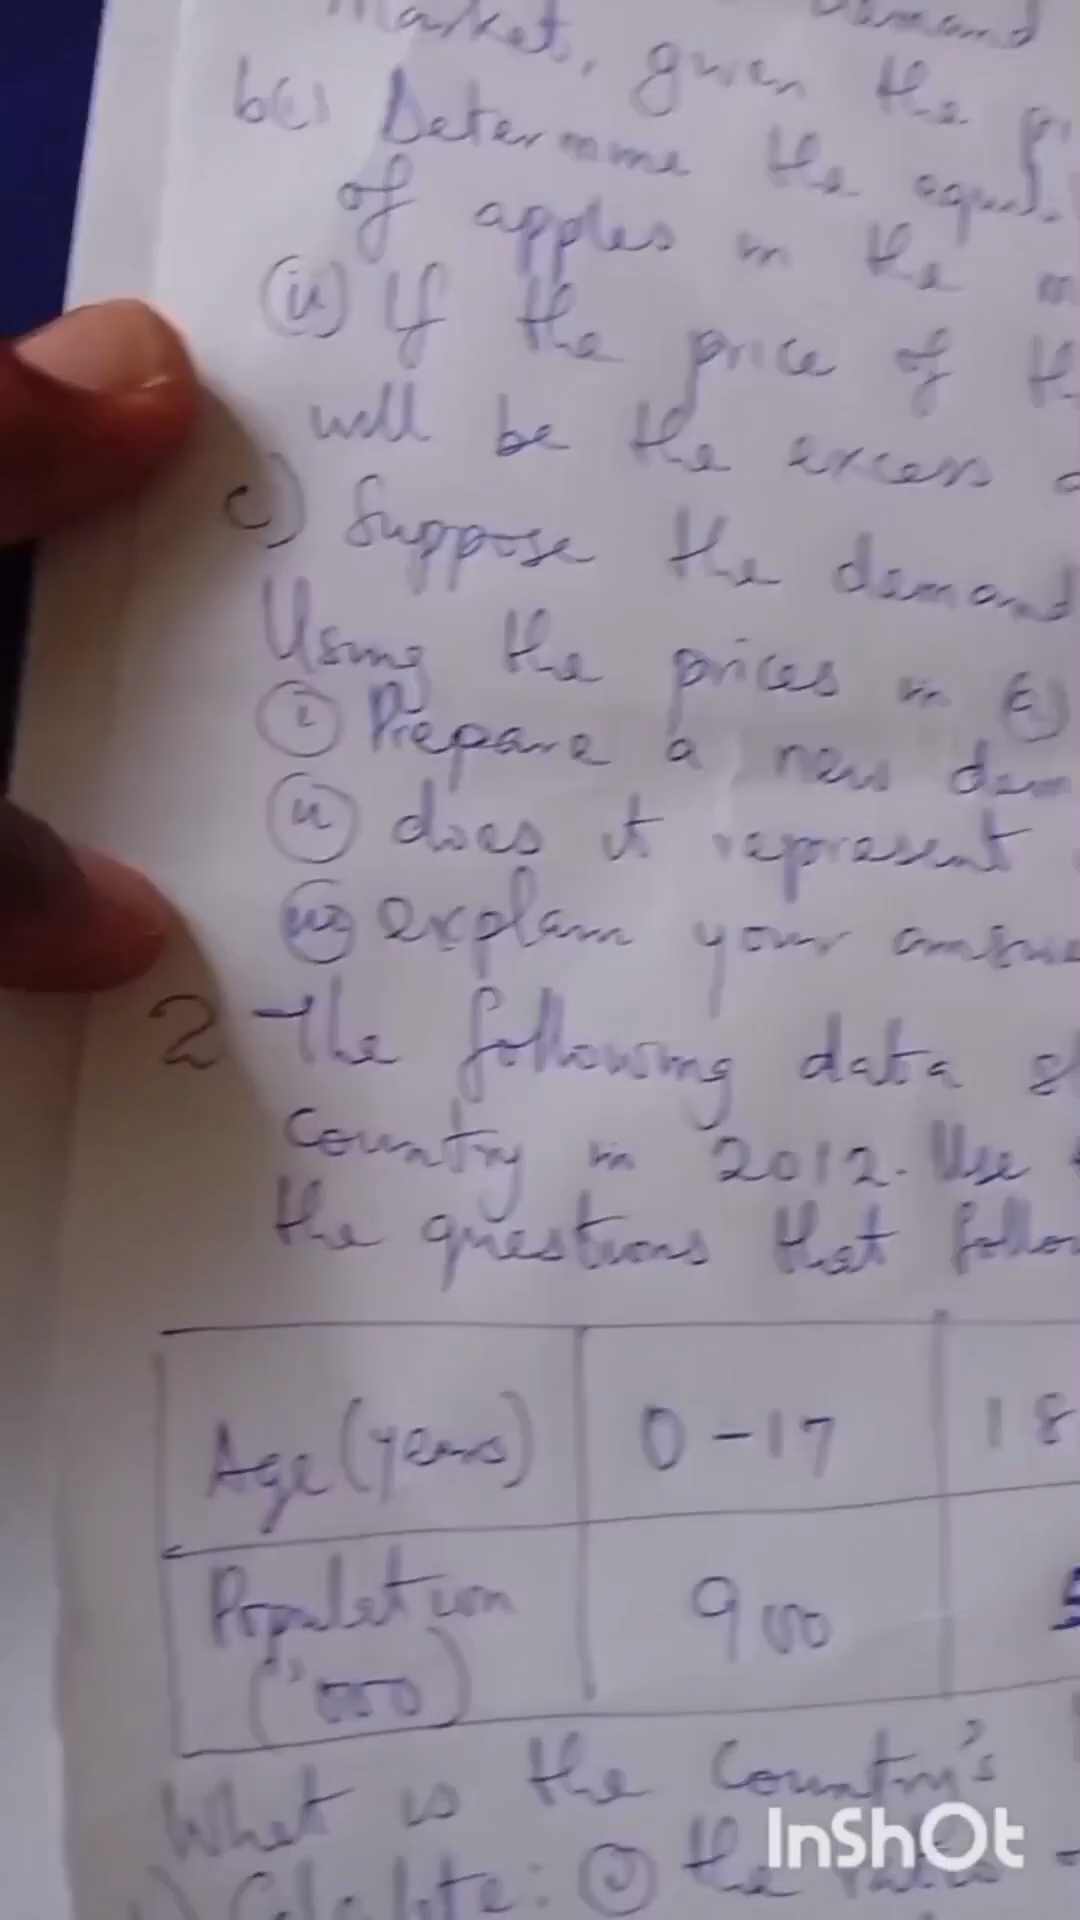 Market, given the
b(i) Determine the
of apples in the
(ii) If the price of
will be the excess
c) Suppose the demand
Using the prices in
(i) Prepare a new dem
(ii) does it represent
(iii) explain your
2 The following data
Country in 2012. Use
the questions that follow
Age (years) 0-17 18
Population ('000) 900
What is the Country's
the ratio
InShOt